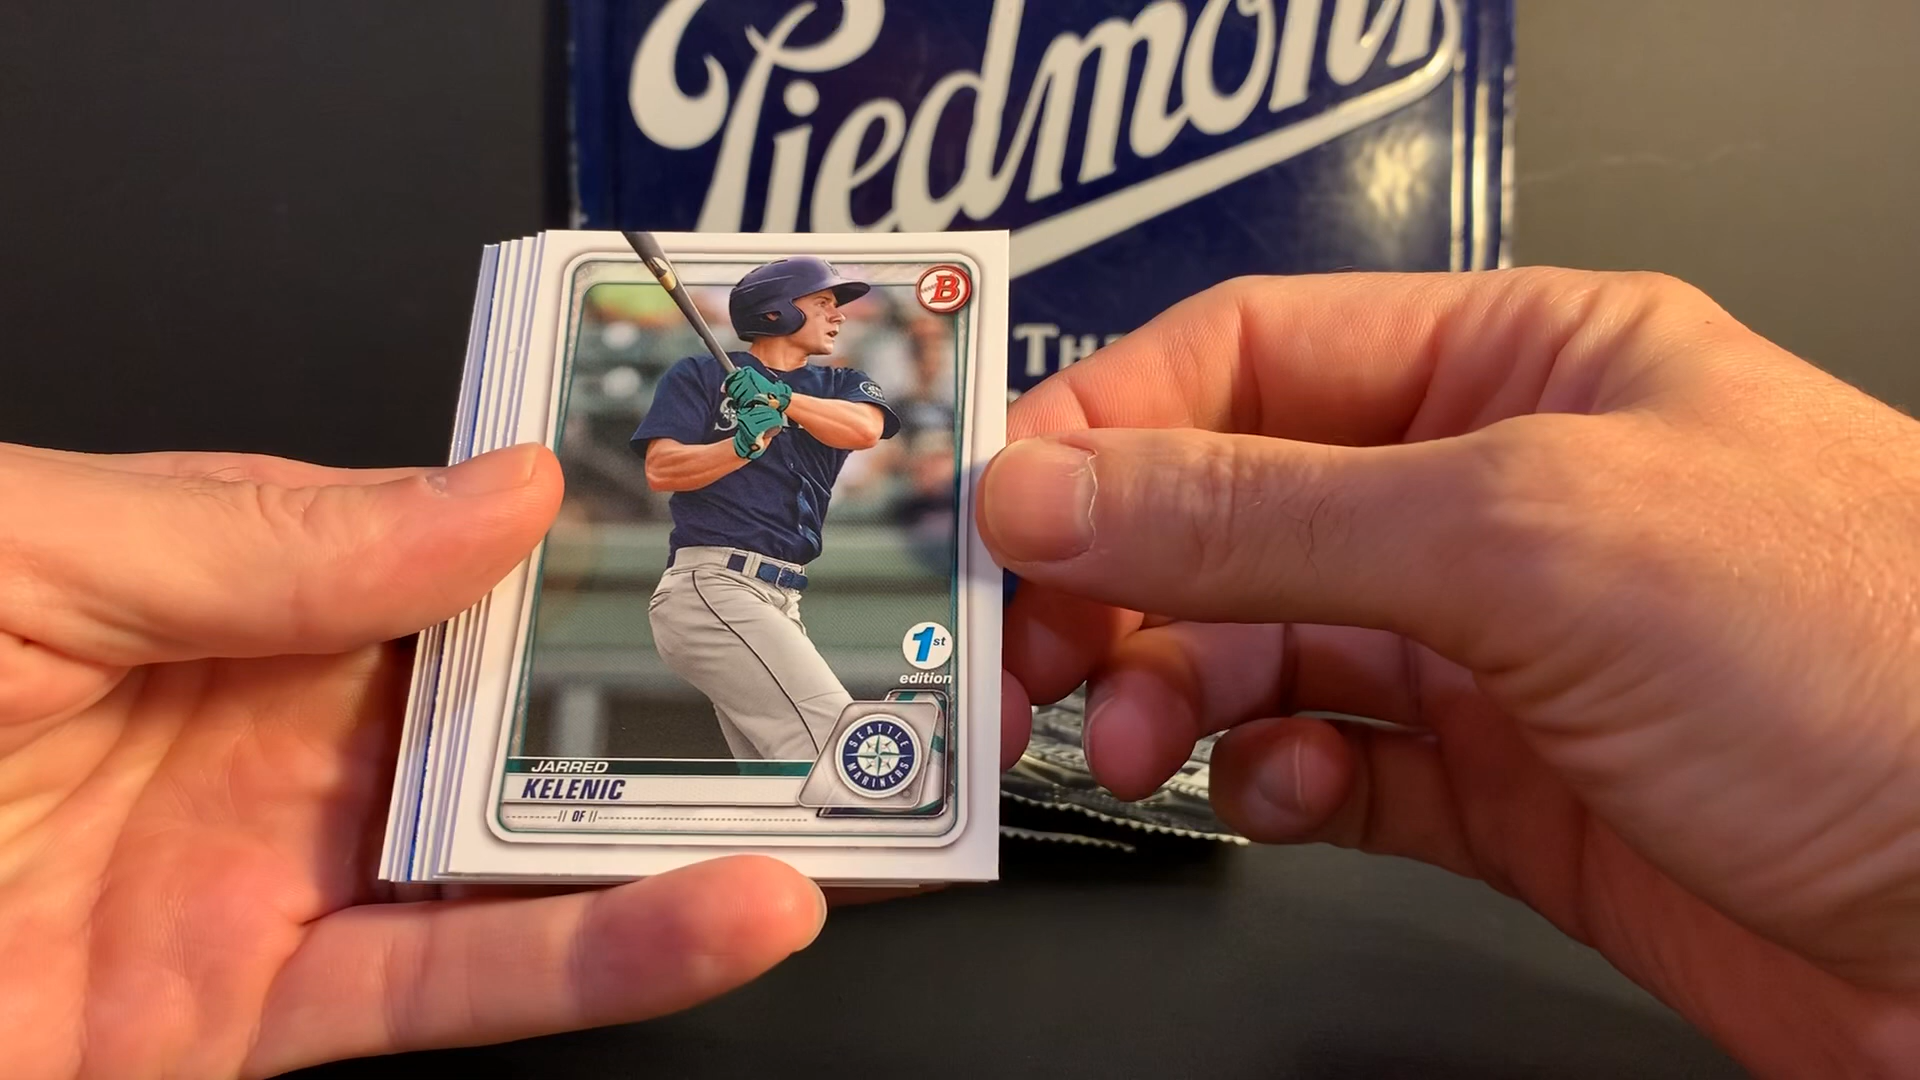 Piedmont
THE
B
1st
edition
SEATTLE
MARINERS
JARRED
KELENIC
OF